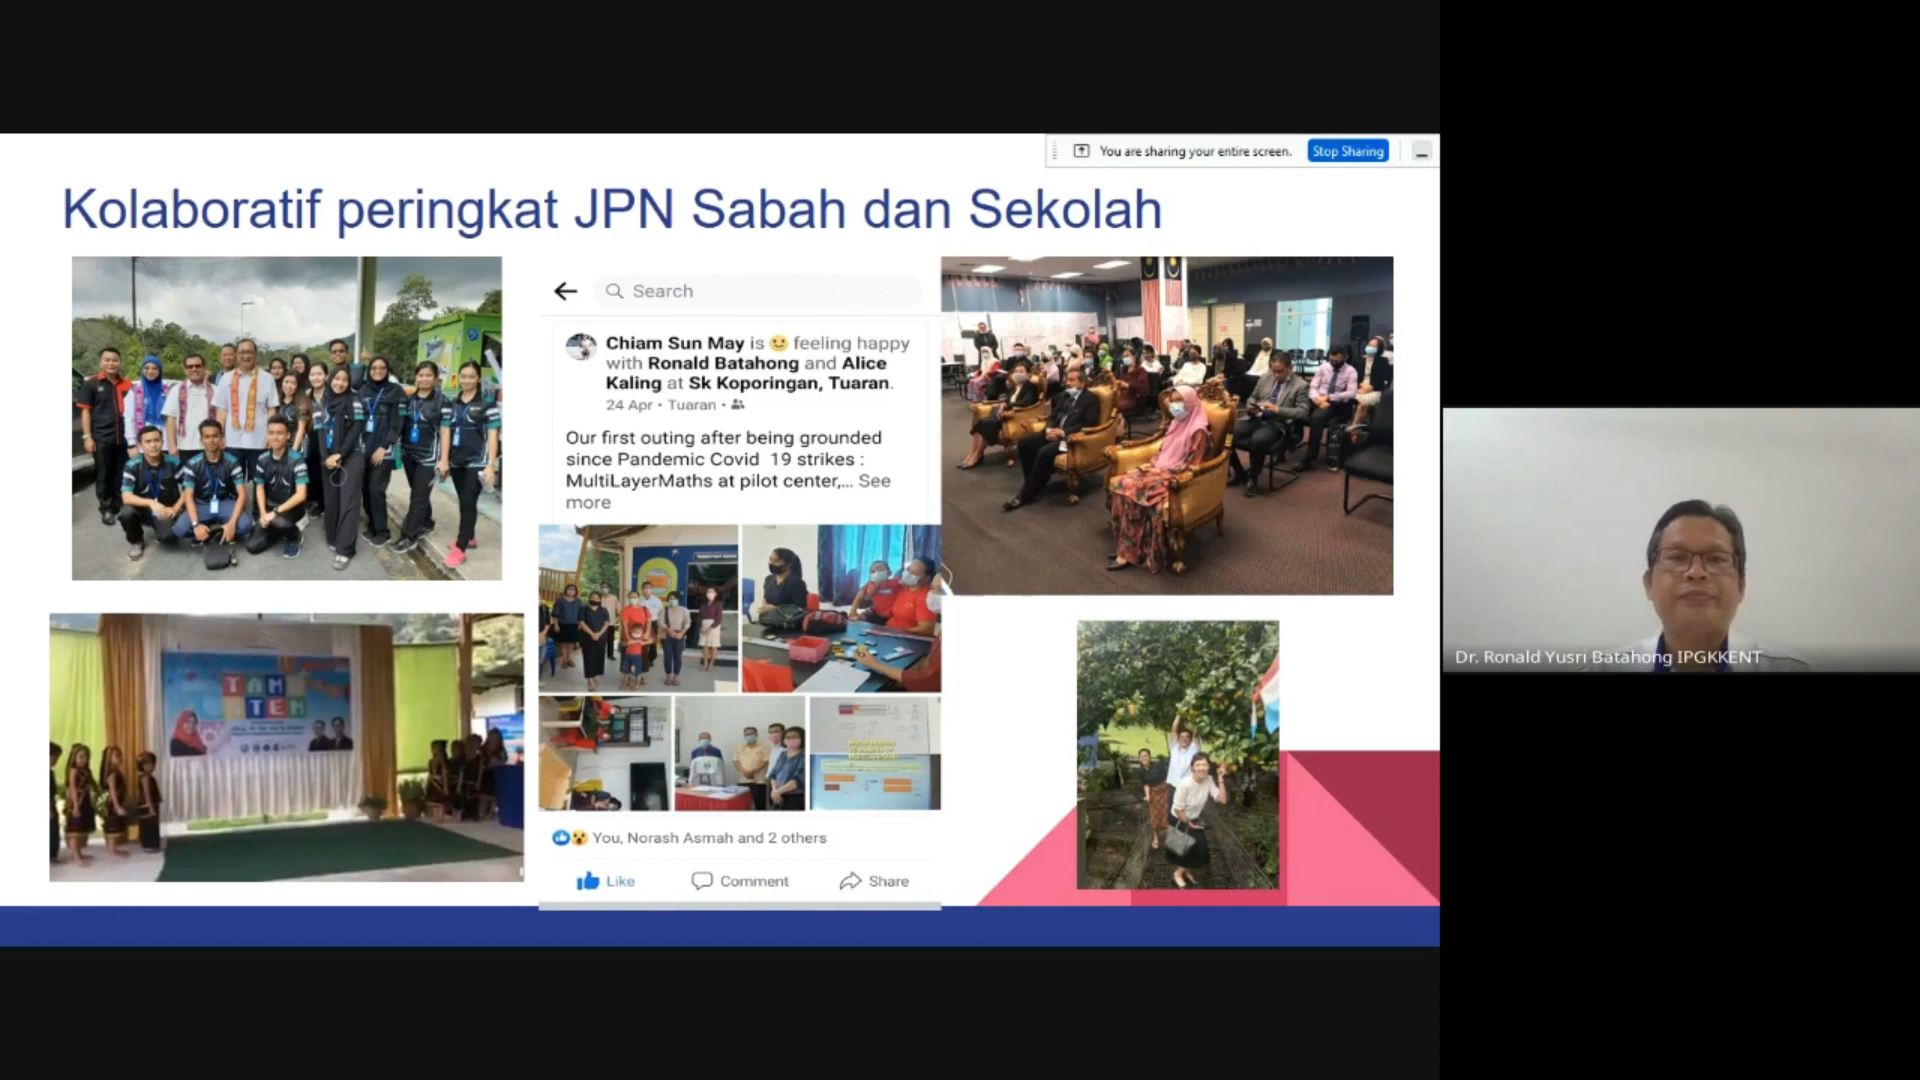 You are sharing your entire screen.
Stop Sharing
Kolaboratif peringkat JPN Sabah dan Sekolah
Search
Chiam Sun May is feeling happy
with Ronald Batahong and Alice
Kaling at Sk Koporingan, Tuaran.
24 Apr • Tuaran •
Our first outing after being grounded
since Pandemic Covid 19 strikes :
MultiLayerMaths at pilot center,... See
more
TAMU
STEM
You, Norash Asmah and 2 others
Like
Comment
Share
Dr. Ronald Yusri Batahong IPGKKENT